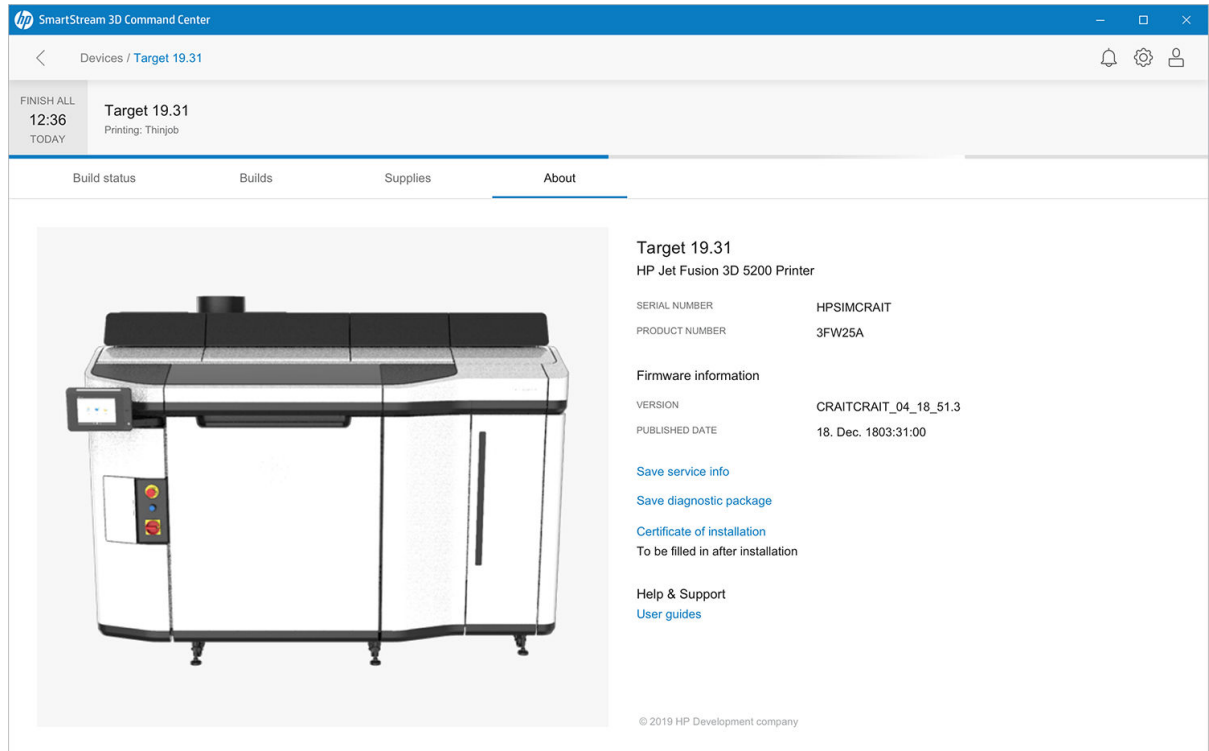 hp SmartStream 3D Command Center
Devices / Target 19.31
FINISH ALL
12:36
TODAY
Target 19.31
Printing: Thinjob
Build status Builds Supplies About
Target 19.31
HP Jet Fusion 3D 5200 Printer
SERIAL NUMBER HPSIMCRAIT
PRODUCT NUMBER 3FW25A
Firmware information
VERSION CRAITCRAIT_04_18_51.3
PUBLISHED DATE 18. Dec. 1803:31:00
Save service info
Save diagnostic package
Certificate of installation
To be filled in after installation
Help & Support
User guides
© 2019 HP Development company